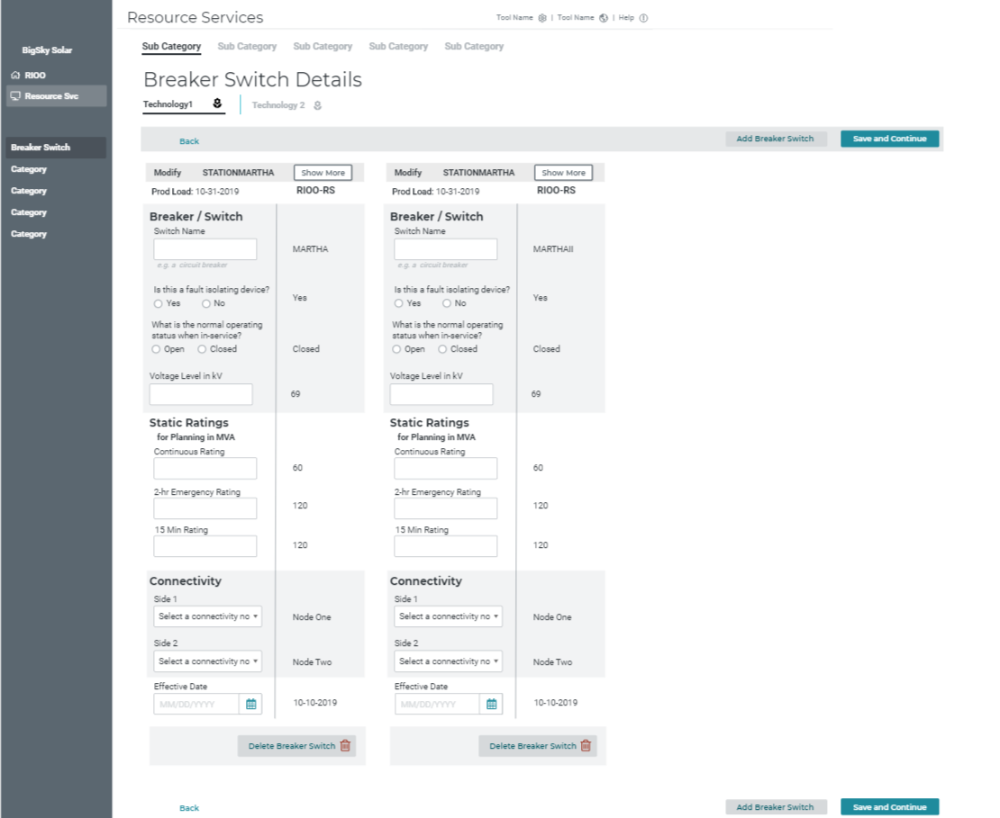 Resource Services
Tool Name | Tool Name | Help
BigSky Solar
RIOO
Resource Svc
Breaker Switch
Category
Category
Category
Category
Sub Category Sub Category Sub Category Sub Category Sub Category
Breaker Switch Details
Technology1 Technology 2
Back Add Breaker Switch Save and Continue
Modify STATIONMARTHA Show More
Prod Load: 10-31-2019 RIOO-RS
Breaker / Switch
Switch Name
MARTHA
e.g. a circuit breaker
Is this a fault isolating device?
Yes No
Yes
What is the normal operating
status when in-service?
Open Closed
Closed
Voltage Level in kV
69
Static Ratings
for Planning in MVA
Continuous Rating
60
2-hr Emergency Rating
120
15 Min Rating
120
Connectivity
Side 1
Select a connectivity no
Node One
Side 2
Select a connectivity no
Node Two
Effective Date
MM/DD/YYYY
10-10-2019
Delete Breaker Switch
Modify STATIONMARTHA Show More
Prod Load: 10-31-2019 RIOO-RS
Breaker / Switch
Switch Name
MARTHAII
e.g. a circuit breaker
Is this a fault isolating device?
Yes No
Yes
What is the normal operating
status when in-service?
Open Closed
Closed
Voltage Level in kV
69
Static Ratings
for Planning in MVA
Continuous Rating
60
2-hr Emergency Rating
120
15 Min Rating
120
Connectivity
Side 1
Select a connectivity no
Node One
Side 2
Select a connectivity no
Node Two
Effective Date
MM/DD/YYYY
10-10-2019
Delete Breaker Switch
Back Add Breaker Switch Save and Continue